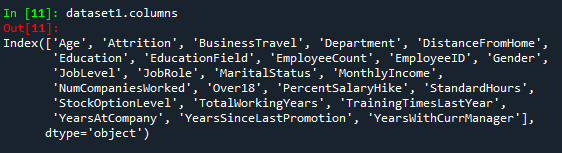 In [11]: dataset1.columns
Out[11]:
Index(['Age', 'Attrition', 'BusinessTravel', 'Department', 'DistanceFromHome',
'Education', 'EducationField', 'EmployeeCount', 'EmployeeID', 'Gender',
'JobLevel', 'JobRole', 'MaritalStatus', 'MonthlyIncome',
'NumCompaniesWorked', 'Over18', 'PercentSalaryHike', 'StandardHours',
'StockOptionLevel', 'TotalWorkingYears', 'TrainingTimesLastYear',
'YearsAtCompany', 'YearsSinceLastPromotion', 'YearsWithCurrManager'],
dtype='object')